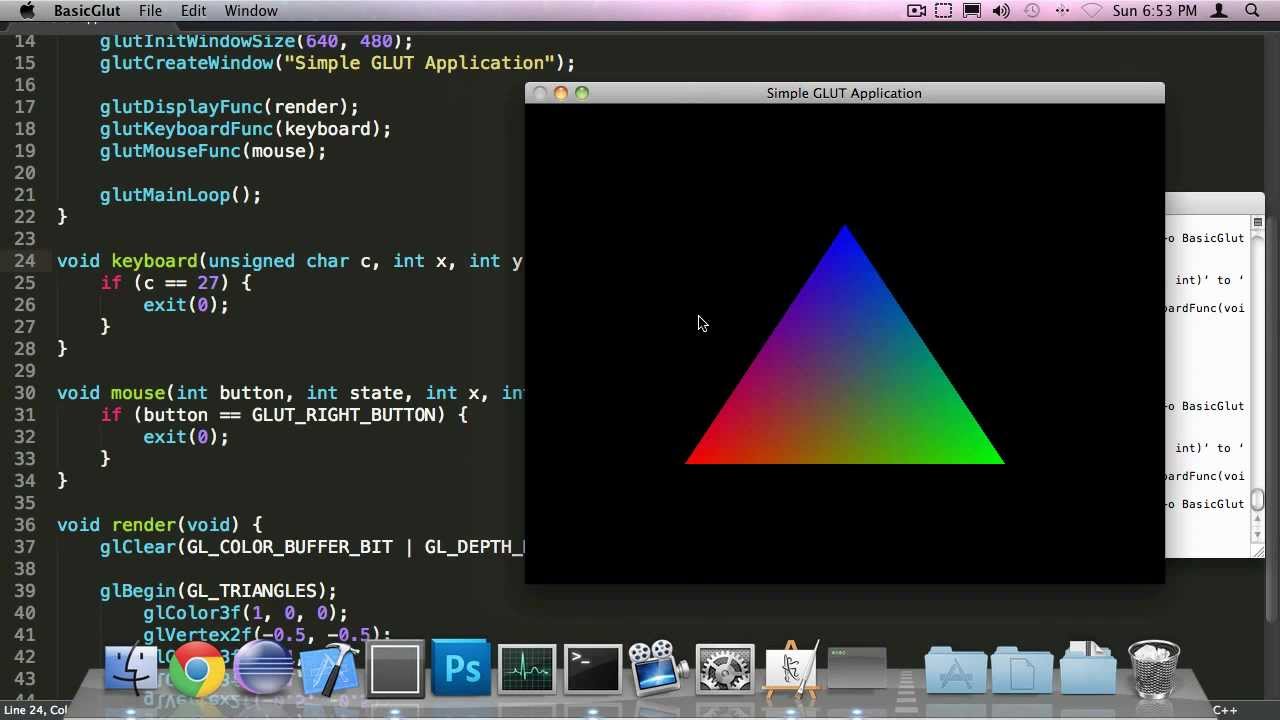 BasicGlut File Edit Window Sun 6:53 PM
14 glutInitWindowSize(640, 480);
15 glutCreateWindow("Simple GLUT Application");
16
17 glutDisplayFunc(render);
18 glutKeyboardFunc(keyboard);
19 glutMouseFunc(mouse);
20
21 glutMainLoop();
22 }
23
24 void keyboard(unsigned char c, int x, int y
25 if (c == 27) {
26 exit(0);
27 }
28 }
29
30 void mouse(int button, int state, int x, in
31 if (button == GLUT_RIGHT_BUTTON) {
32 exit(0);
33 }
34 }
35
36 void render(void) {
37 glClear(GL_COLOR_BUFFER_BIT | GL_DEPTH_
38
39 glBegin(GL_TRIANGLES);
40 glColor3f(1, 0, 0);
41 glVertex2f(-0.5, -0.5);
42
43
44
Line 24, Col
C++
Simple GLUT Application
-o BasicGlut
int)’ to ‘
oardFunc(voi
-o BasicGlut
int)’ to ‘
oardFunc(voi
-o BasicGlut
Ps
>_